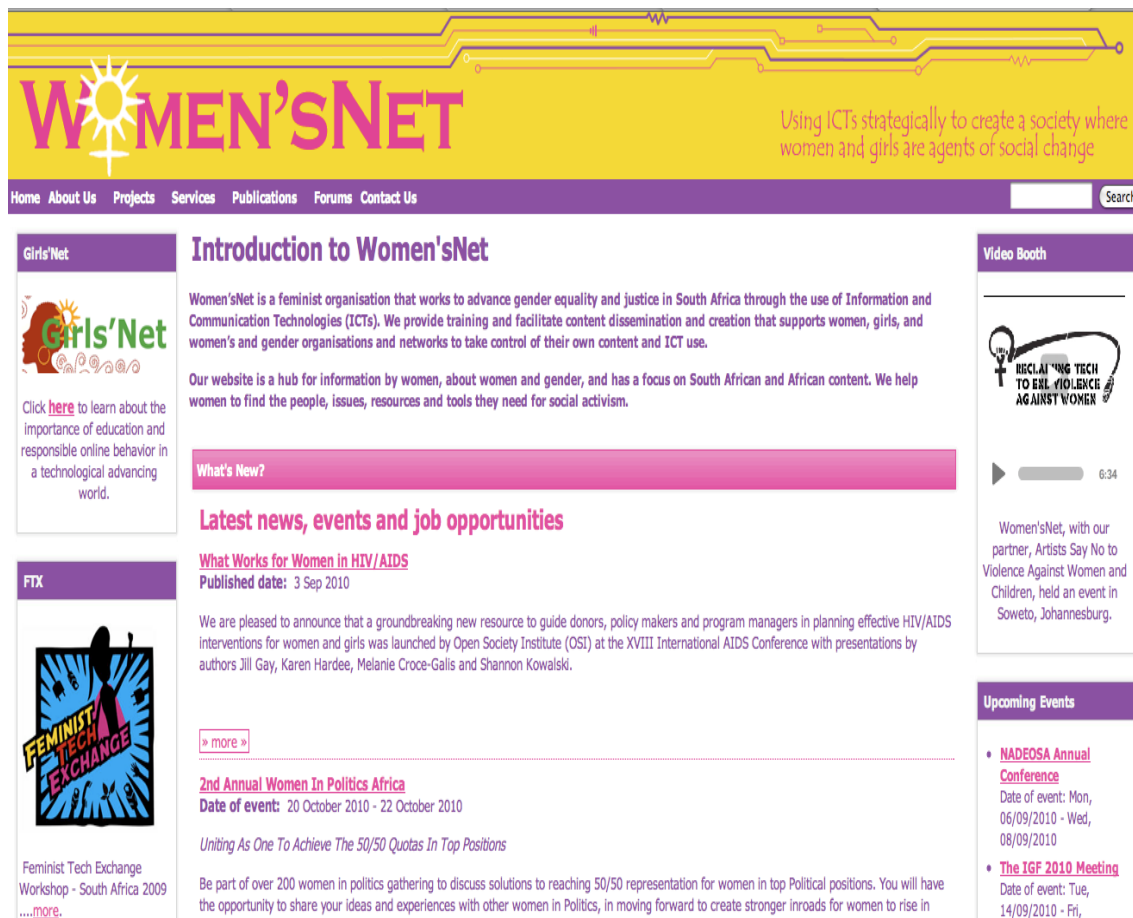 WOMEN'SNET
Using ICTs strategically to create a society where
women and girls are agents of social change
Home About Us Projects Services Publications Forums Contact Us
Search
Girls'Net
Girls'Net
Click here to learn about the
importance of education and
responsible online behavior in
a technological advancing
world.
FTX
FEMINIST
TECH
EXCHANGE
Feminist Tech Exchange
Workshop - South Africa 2009
....more.
Introduction to Women'sNet
Women'sNet is a feminist organisation that works to advance gender equality and justice in South Africa through the use of Information and
Communication Technologies (ICTs). We provide training and facilitate content dissemination and creation that supports women, girls, and
women's and gender organisations and networks to take control of their own content and ICT use.
Our website is a hub for information by women, about women and gender, and has a focus on South African and African content. We help
women to find the people, issues, resources and tools they need for social activism.
What's New?
Latest news, events and job opportunities
What Works for Women in HIV/AIDS
Published date: 3 Sep 2010
We are pleased to announce that a groundbreaking new resource to guide donors, policy makers and program managers in planning effective HIV/AIDS
interventions for women and girls was launched by Open Society Institute (OSI) at the XVIII International AIDS Conference with presentations by
authors Jill Gay, Karen Hardee, Melanie Croce-Galis and Shannon Kowalski.
» more »
2nd Annual Women In Politics Africa
Date of event: 20 October 2010 - 22 October 2010
Uniting As One To Achieve The 50/50 Quotas In Top Positions
Be part of over 200 women in politics gathering to discuss solutions to reaching 50/50 representation for women in top Political positions. You will have
the opportunity to share your ideas and experiences with other women in Politics, in moving forward to create stronger inroads for women to rise in
Video Booth
RECLAIMING TECH
TO END VIOLENCE
AGAINST WOMEN
6:34
Women'sNet, with our
partner, Artists Say No to
Violence Against Women and
Children, held an event in
Soweto, Johannesburg.
Upcoming Events
• NADEOSA Annual
Conference
Date of event: Mon,
06/09/2010 - Wed,
08/09/2010
• The IGF 2010 Meeting
Date of event: Tue,
14/09/2010 - Fri,